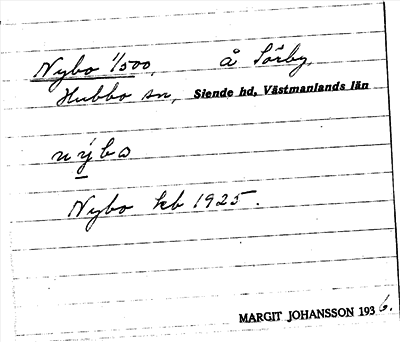 Nybo 1/500, å Sörby,
Hubbo sn, Siende hd, Västmanlands län
nýbo
Nybo kb 1925.
MARGIT JOHANSSON 1936.